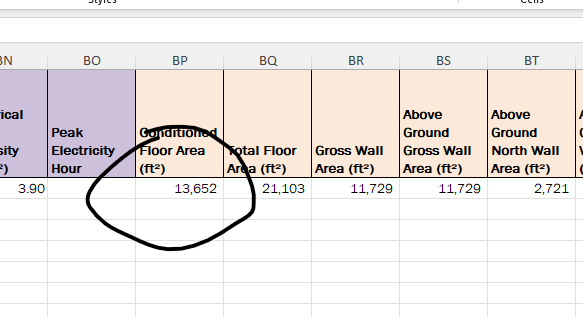 BN BO BP BQ BR BS BT
ical
sity
²)
Peak
Electricity
Hour
Conditioned
Floor Area
(ft²)
Total Floor
Area (ft²)
Gross Wall
Area (ft²)
Above
Ground
Gross Wall
Area (ft²)
Above
Ground
North Wall
Area (ft²)
3.90 13,652 21,103 11,729 11,729 2,721